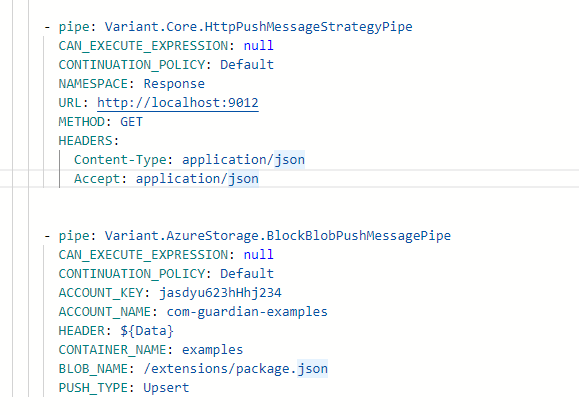 - pipe: Variant.Core.HttpPushMessageStrategyPipe
CAN_EXECUTE_EXPRESSION: null
CONTINUATION_POLICY: Default
NAMESPACE: Response
URL: http://localhost:9012
METHOD: GET
HEADERS:
Content-Type: application/json
Accept: application/json
- pipe: Variant.AzureStorage.BlockBlobPushMessagePipe
CAN_EXECUTE_EXPRESSION: null
CONTINUATION_POLICY: Default
ACCOUNT_KEY: jasdyu623hHhj234
ACCOUNT_NAME: com-guardian-examples
HEADER: ${Data}
CONTAINER_NAME: examples
BLOB_NAME: /extensions/package.json
PUSH_TYPE: Upsert